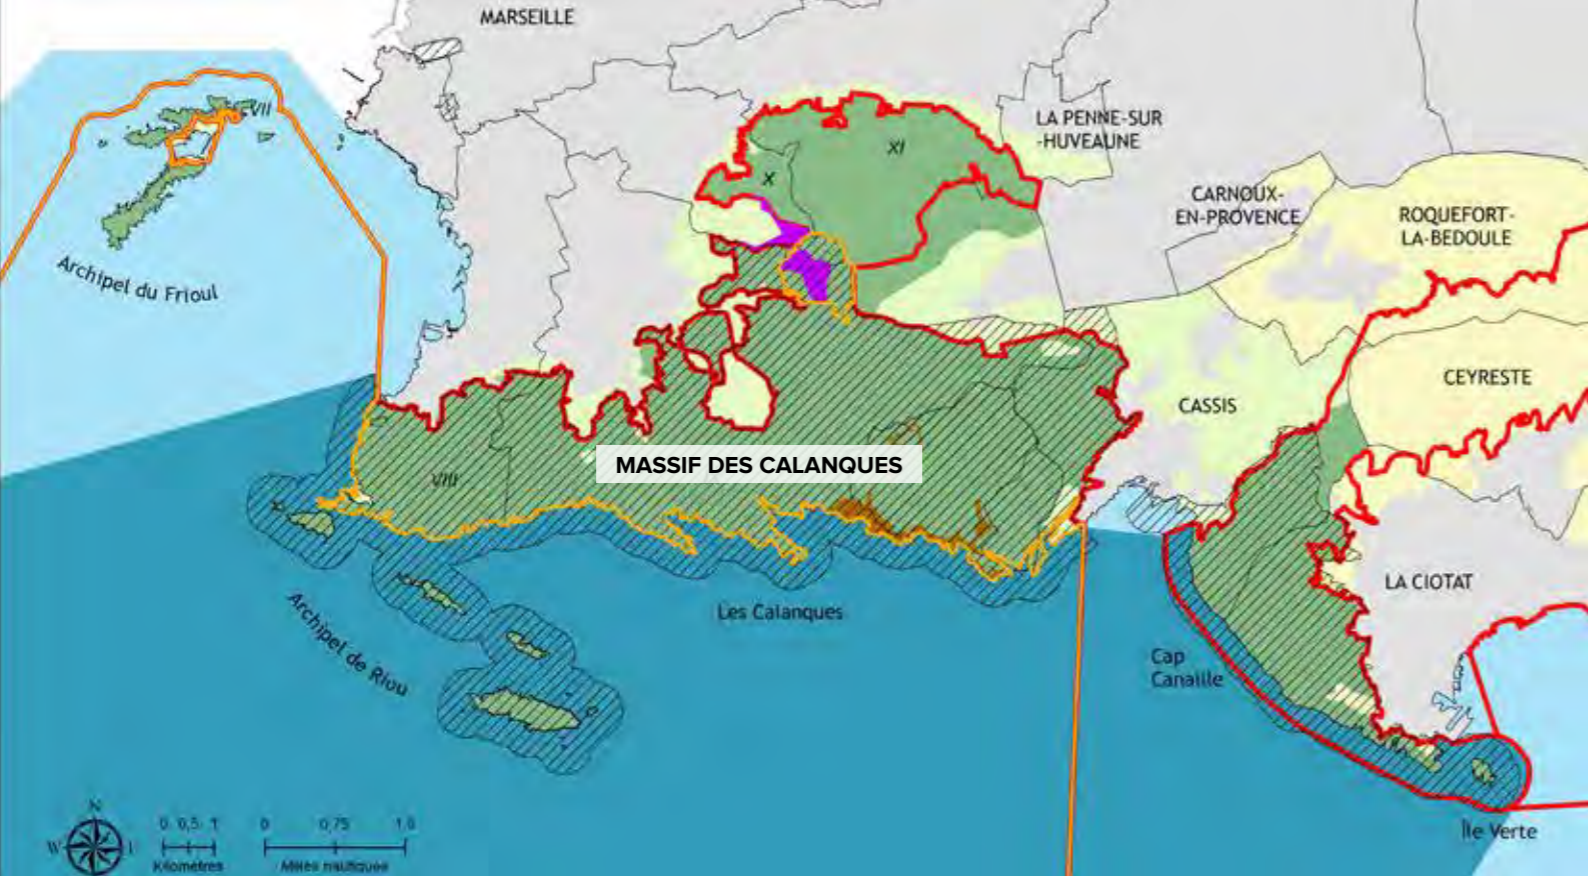 MARSEILLE
VII
LA PENNE-SUR
-HUVEAUNE
XI
X
CARNOUX-
EN-PROVENCE
ROQUEFORT-
LA-BEDOULE
Archipel du Frioul
CEYRESTE
CASSIS
MASSIF DES CALANQUES
VIII
LA CIOTAT
Les Calanques
Archipel de Riou
Cap
Canaille
Île Verte
N
W
0 0,5 1
Kilomètres
0 0,75
Milles nautiques